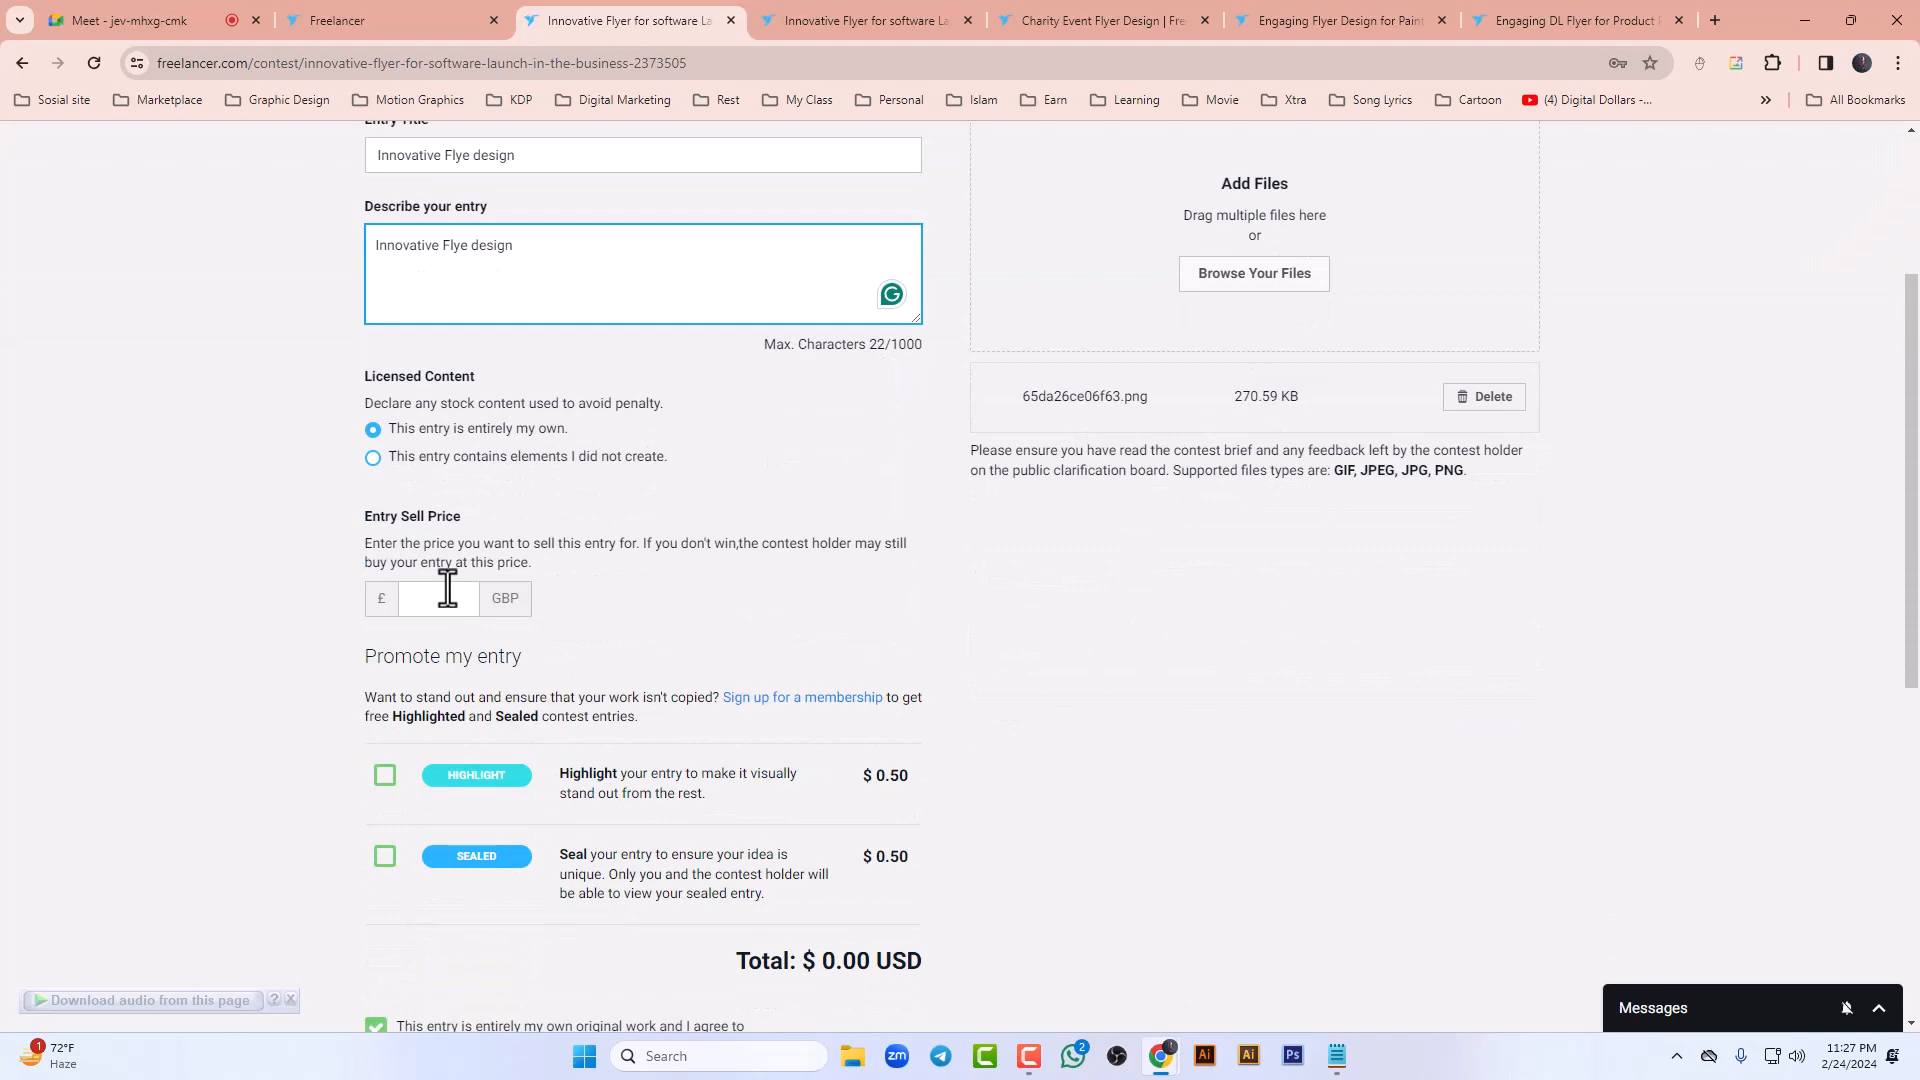 Meet - jev-mhxg-cmk
Freelancer
Innovative Flyer for software La
Innovative Flyer for software La
Charity Event Flyer Design | Fre
Engaging Flyer Design for Paint
Engaging DL Flyer for Product
freelancer.com/contest/innovative-flyer-for-software-launch-in-the-business-2373505
Sosial site
Marketplace
Graphic Design
Motion Graphics
KDP
Digital Marketing
Rest
My Class
Personal
Islam
Earn
Learning
Movie
Xtra
Song Lyrics
Cartoon
(4) Digital Dollars -...
All Bookmarks
Entry Title
Innovative Flye design
Describe your entry
Innovative Flye design
Max. Characters 22/1000
Licensed Content
Declare any stock content used to avoid penalty.
This entry is entirely my own.
This entry contains elements I did not create.
Entry Sell Price
Enter the price you want to sell this entry for. If you don't win,the contest holder may still
buy your entry at this price.
£
GBP
Promote my entry
Want to stand out and ensure that your work isn't copied? Sign up for a membership to get
free Highlighted and Sealed contest entries.
HIGHLIGHT
Highlight your entry to make it visually
stand out from the rest.
$ 0.50
SEALED
Seal your entry to ensure your idea is
unique. Only you and the contest holder will
be able to view your sealed entry.
$ 0.50
Total: $ 0.00 USD
This entry is entirely my own original work and I agree to
Add Files
Drag multiple files here
or
Browse Your Files
65da26ce06f63.png
270.59 KB
Delete
Please ensure you have read the contest brief and any feedback left by the contest holder
on the public clarification board. Supported files types are: GIF, JPEG, JPG, PNG.
Download audio from this page
?
Messages
1
72°F
Haze
Search
zm
2
Ai
Ai
Ps
11:27 PM
2/24/2024